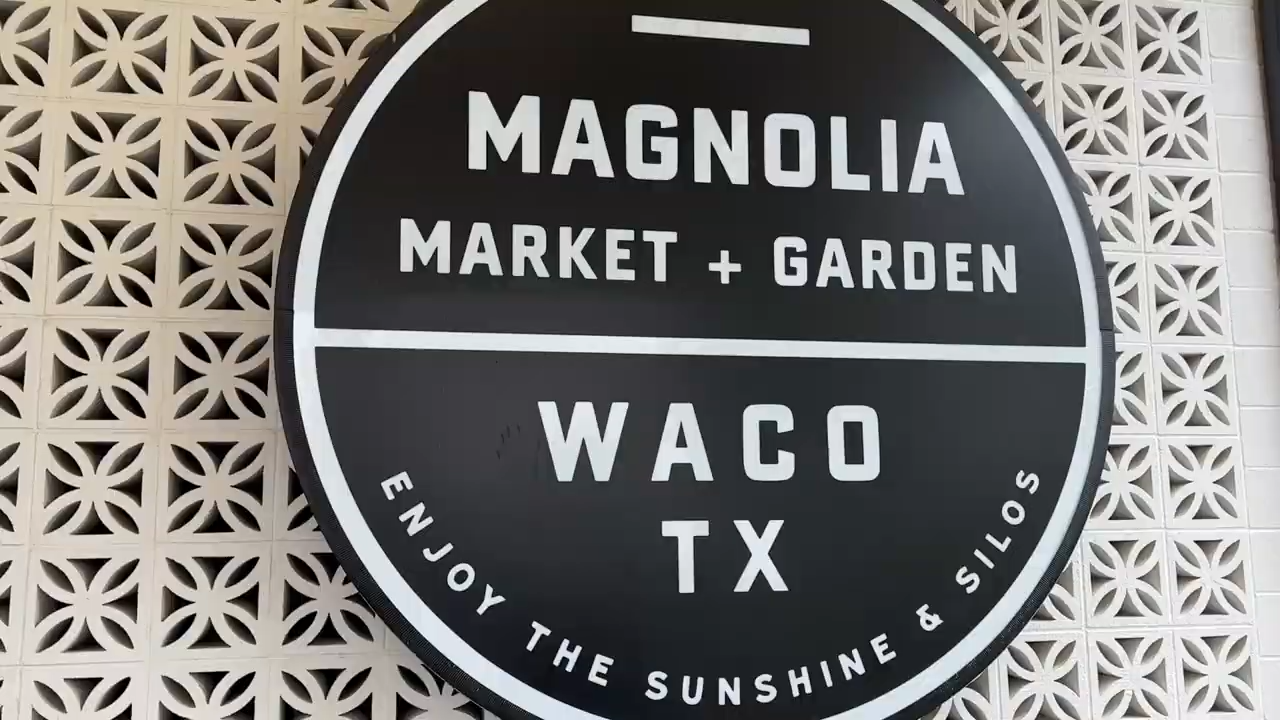 MAGNOLIA
MARKET + GARDEN
WACO
TX
ENJOY THE SUNSHINE & SILOS